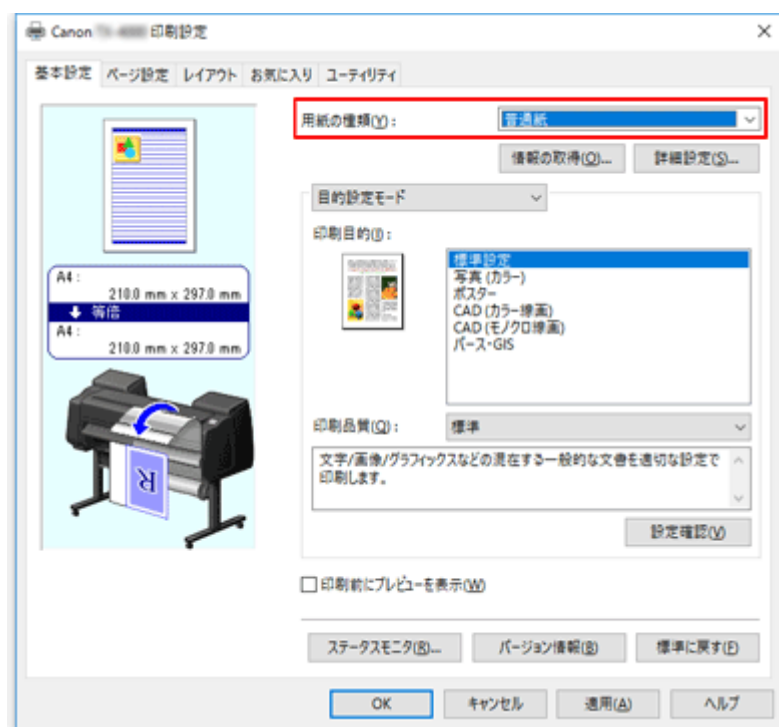 Canon 印刷設定
基本設定 ページ設定 レイアウト お気に入り ユーティリティ
用紙の種類(Y): 普通紙
情報の取得(O)... 詳細設定(S)...
目的設定モード
印刷目的(I):
標準設定
写真 (カラー)
ポスター
CAD (カラー線画)
CAD (モノクロ線画)
パース・GIS
A4 :
210.0 mm x 297.0 mm
等倍
A4 :
210.0 mm x 297.0 mm
R
印刷品質(Q): 標準
文字/画像/グラフィックスなどの混在する一般的な文書を適切な設定で
印刷します。
設定確認(V)
印刷前にプレビューを表示(W)
ステータスモニタ(R)... バージョン情報(B) 標準に戻す(F)
OK キャンセル 適用(A) ヘルプ